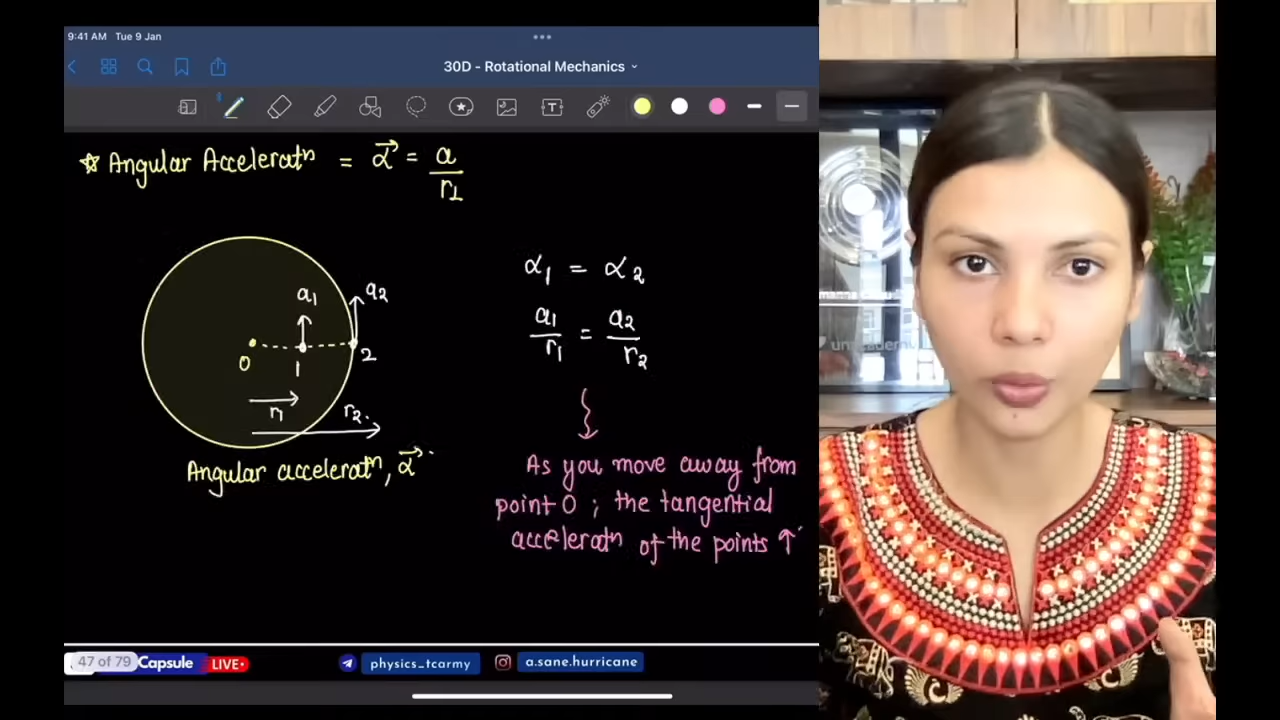 9:41 AM Tue 9 Jan
30D - Rotational Mechanics
☆ Angular Acceleratⁿ = α⃗ = a / r⊥
α1 = α2
a1 / r1 = a2 / r2
a1
a2
O
1
2
r1
r2
Angular acceleratⁿ, α⃗
As you move away from
point O ; the tangential
acceleratⁿ of the points ↑
47 of 79 Capsule LIVE
physics_tcarmy
a.sane.hurricane